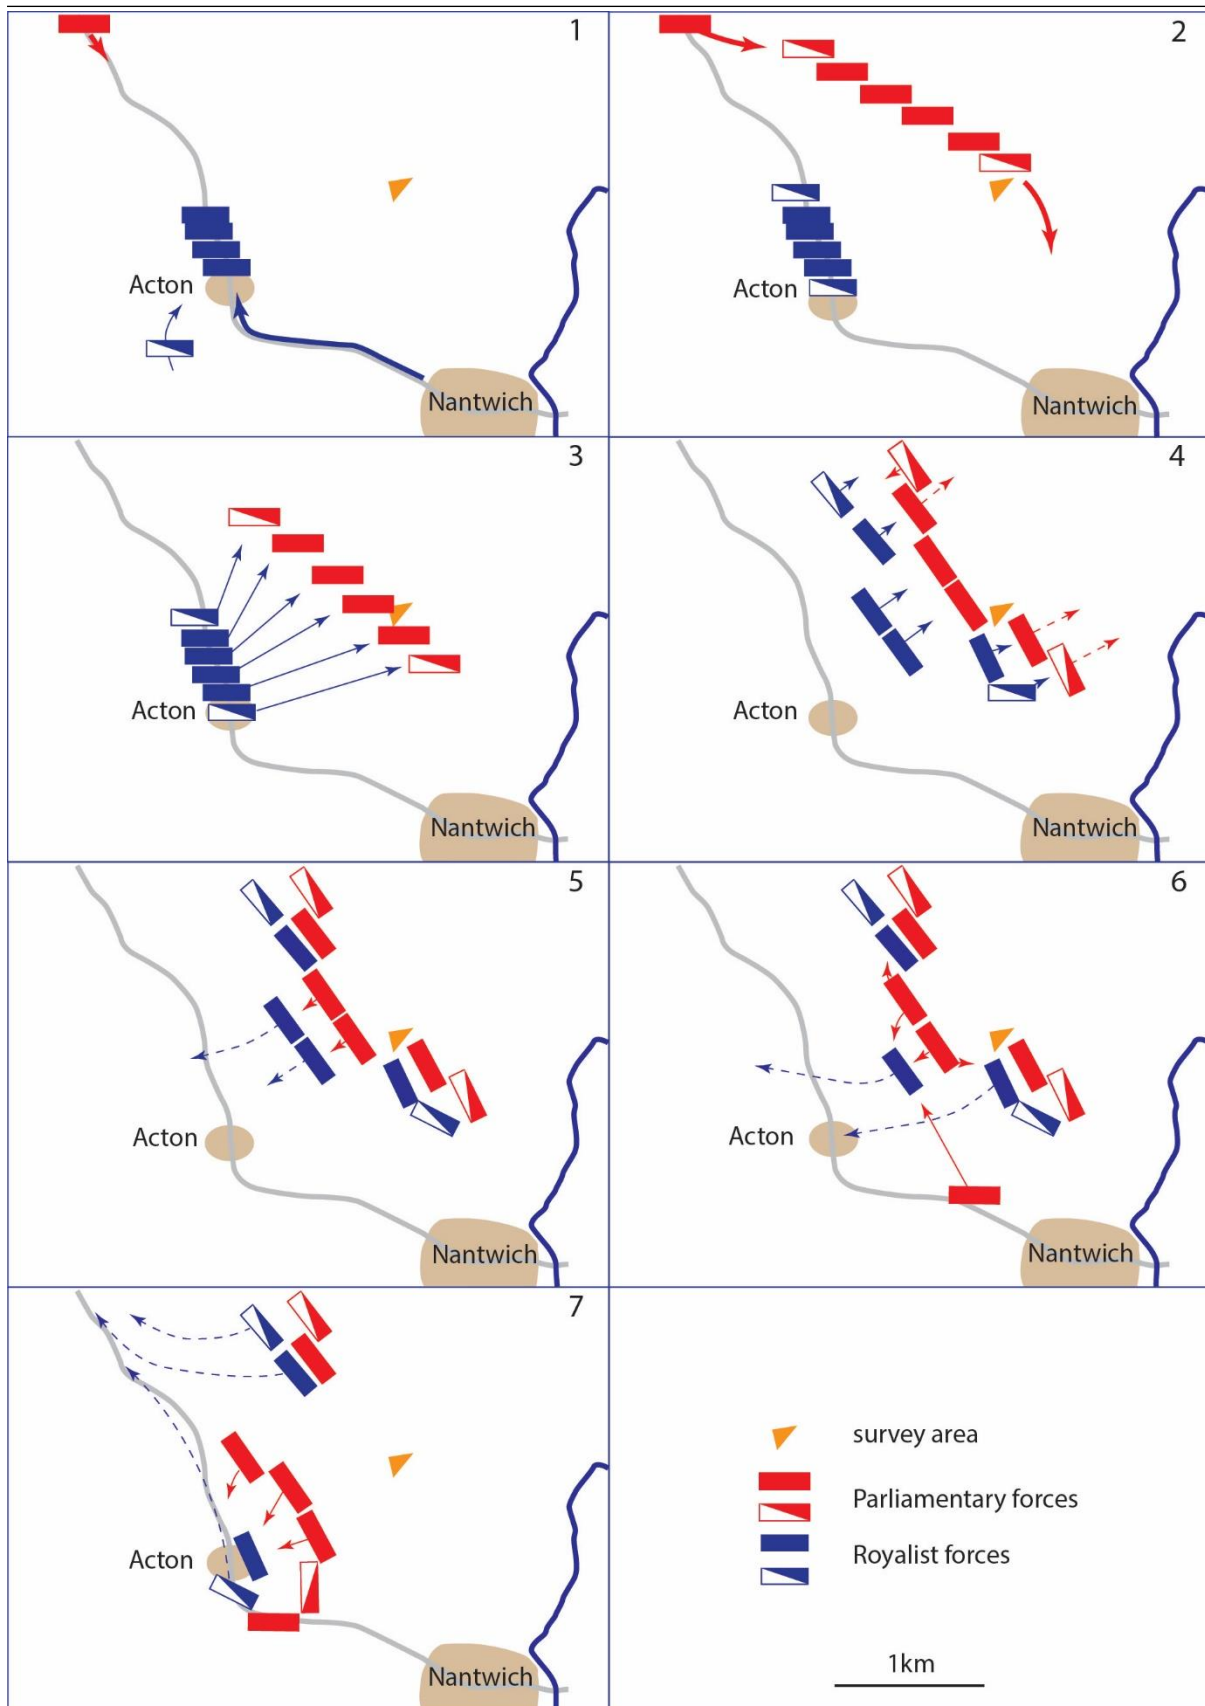 1
Acton
Nantwich
2
Acton
Nantwich
3
Acton
Nantwich
4
Acton
Nantwich
5
Acton
Nantwich
6
Acton
Nantwich
7
Acton
Nantwich
survey area
Parliamentary forces
Royalist forces
1km